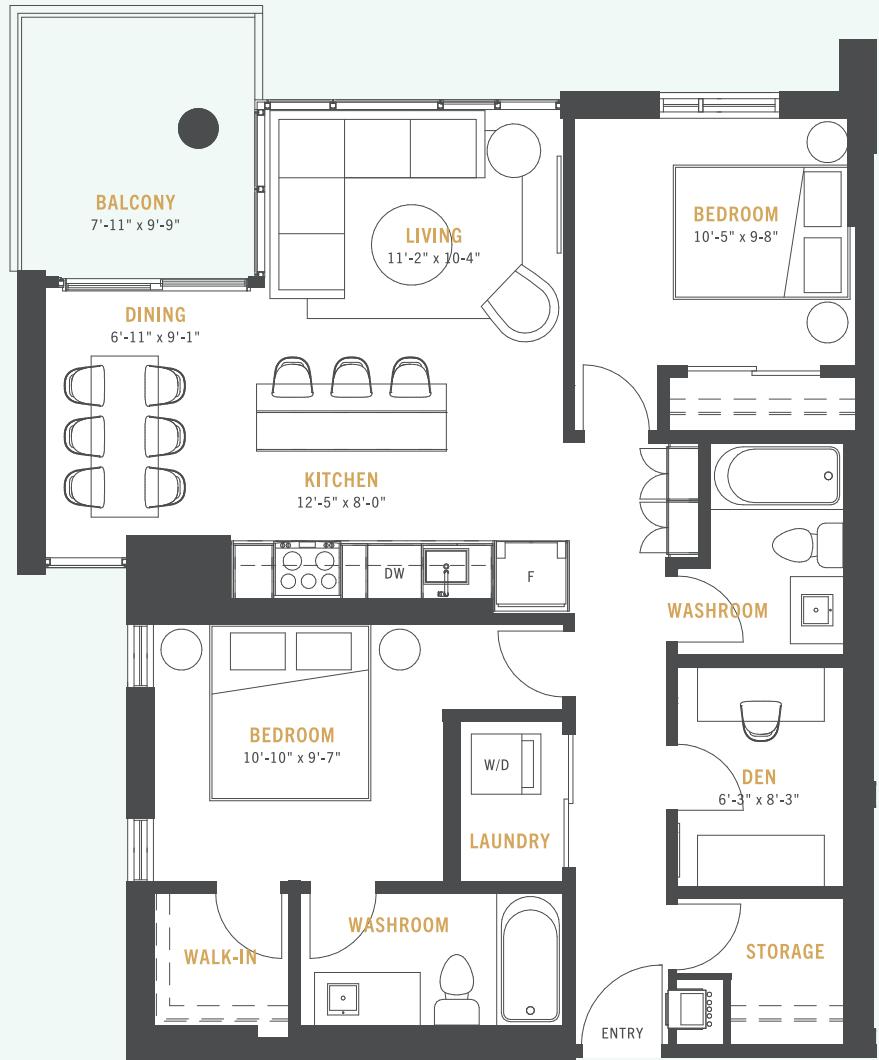 BALCONY
7'-11" x 9'-9"
LIVING
11'-2" x 10-4"
BEDROOM
10'-5" x 9-8"
DINING
6'-11" x 9'-1"
KITCHEN
12'-5" x 8'-0"
DW
F
WASHROOM
BEDROOM
10'-10" x 9'-7"
W/D
LAUNDRY
DEN
6'-3" x 8'-3"
WALK-IN
WASHROOM
STORAGE
ENTRY